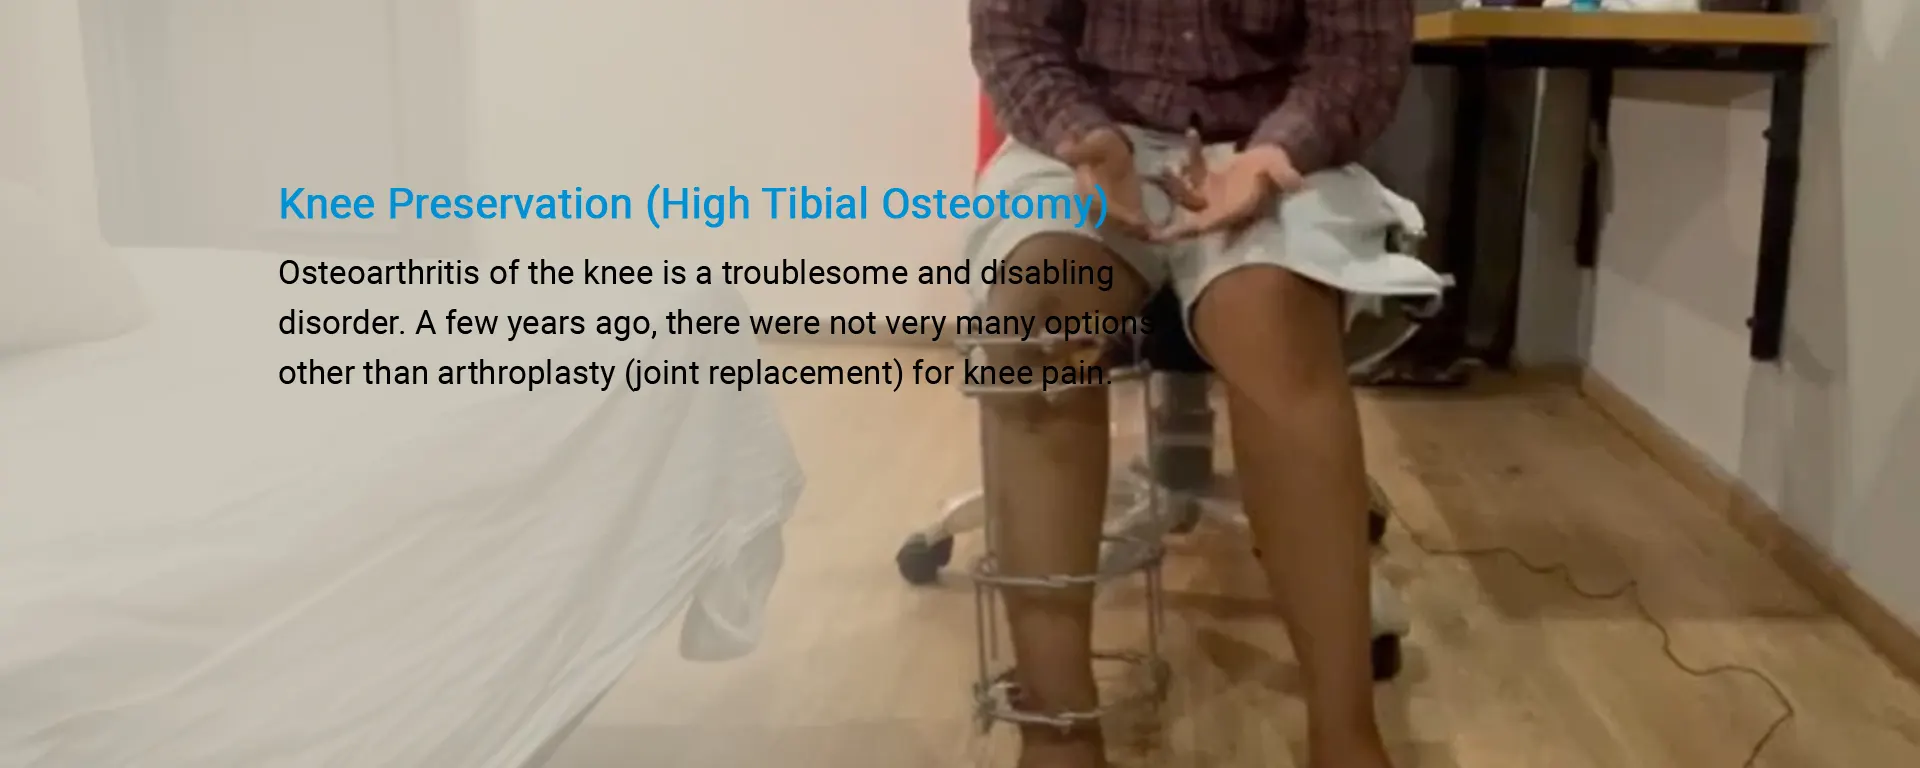 Knee Preservation (High Tibial Osteotomy)
Osteoarthritis of the knee is a troublesome and disabling
disorder. A few years ago, there were not very many options
other than arthroplasty (joint replacement) for knee pain.